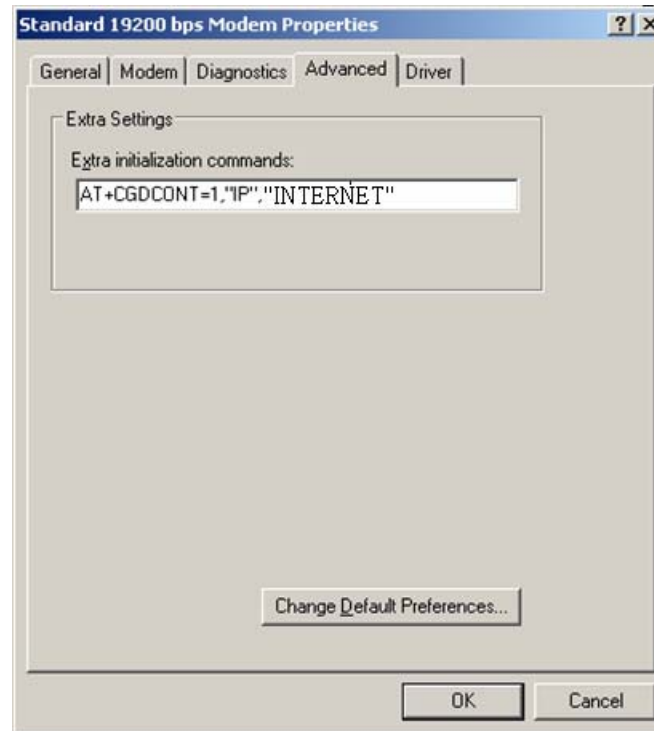 Standard 19200 bps Modem Properties
General Modem Diagnostics Advanced Driver
Extra Settings
Extra initialization commands:
AT+CGDCONT=1,"IP","INTERNET"
Change Default Preferences...
OK Cancel